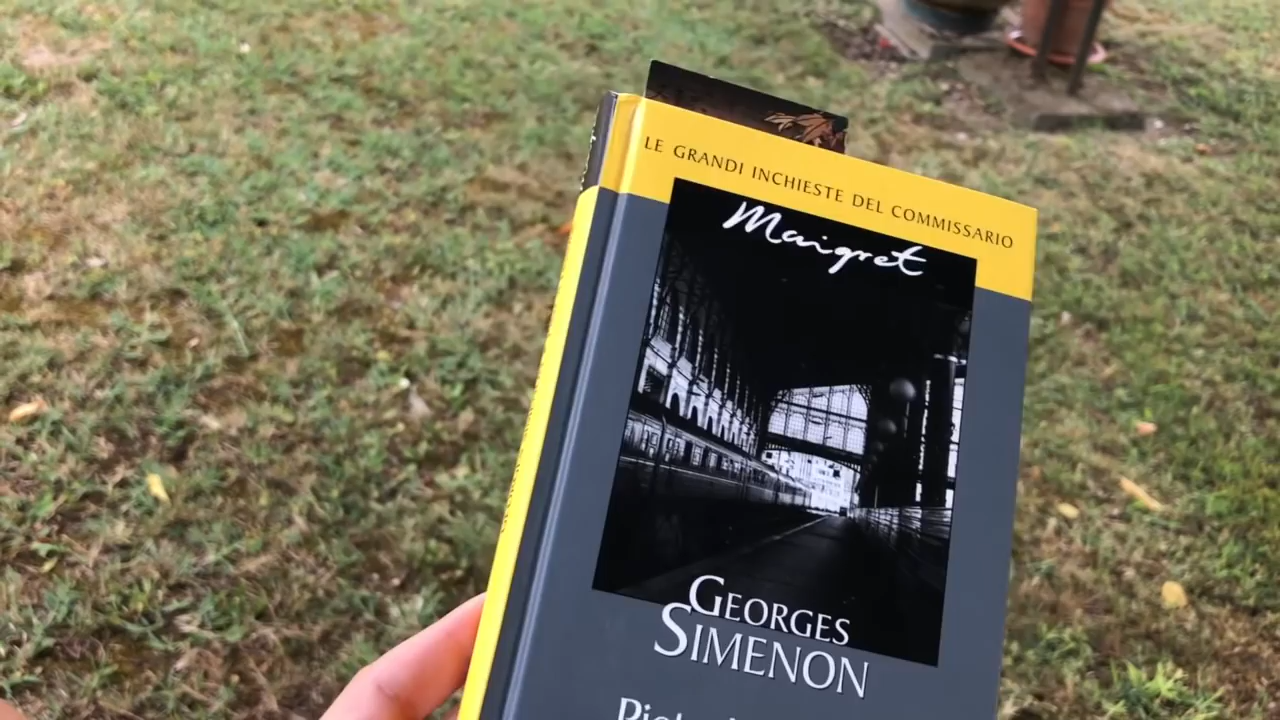 LE GRANDI INCHIESTE DEL COMMISSARIO
Maigret
GEORGES
SIMENON